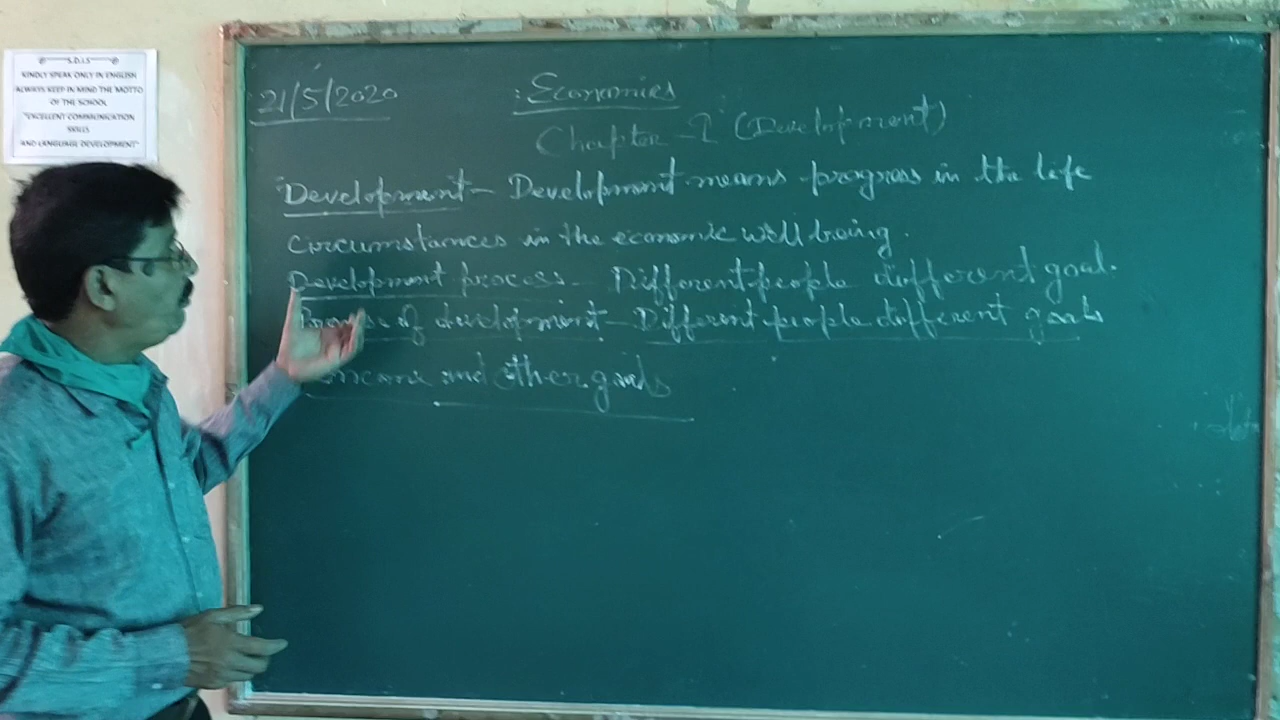 S.D.I.S
KINDLY SPEAK ONLY IN ENGLISH
ALWAYS KEEP IN MIND THE MOTTO
OF THE SCHOOL
"EXCELLENT COMMUNICATION
SKILLS
AND LANGUAGE DEVELOPMENT"
21/5/2020
: Economics
Chapter - 1 (Development)
Development - Development means progress in the life
circumstances in the economic well being.
Development process - Different people different goal.
of development - Different people different goals
Income and other goals